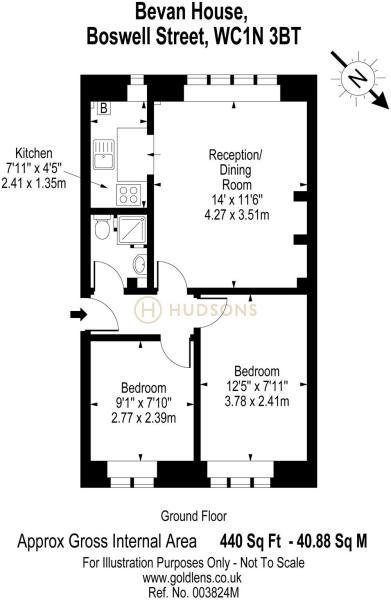 Bevan House,
Boswell Street, WC1N 3BT
N
B
Kitchen
7'11" x 4'5"
2.41 x 1.35m
Reception/
Dining
Room
14' x 11'6"
4.27 x 3.51m
H HUDSONS
Bedroom
9'1" x 7'10"
2.77 x 2.39m
Bedroom
12'5" x 7'11"
3.78 x 2.41m
Ground Floor
Approx Gross Internal Area 440 Sq Ft - 40.88 Sq M
For Illustration Purposes Only - Not To Scale
www.goldlens.co.uk
Ref. No. 003824M